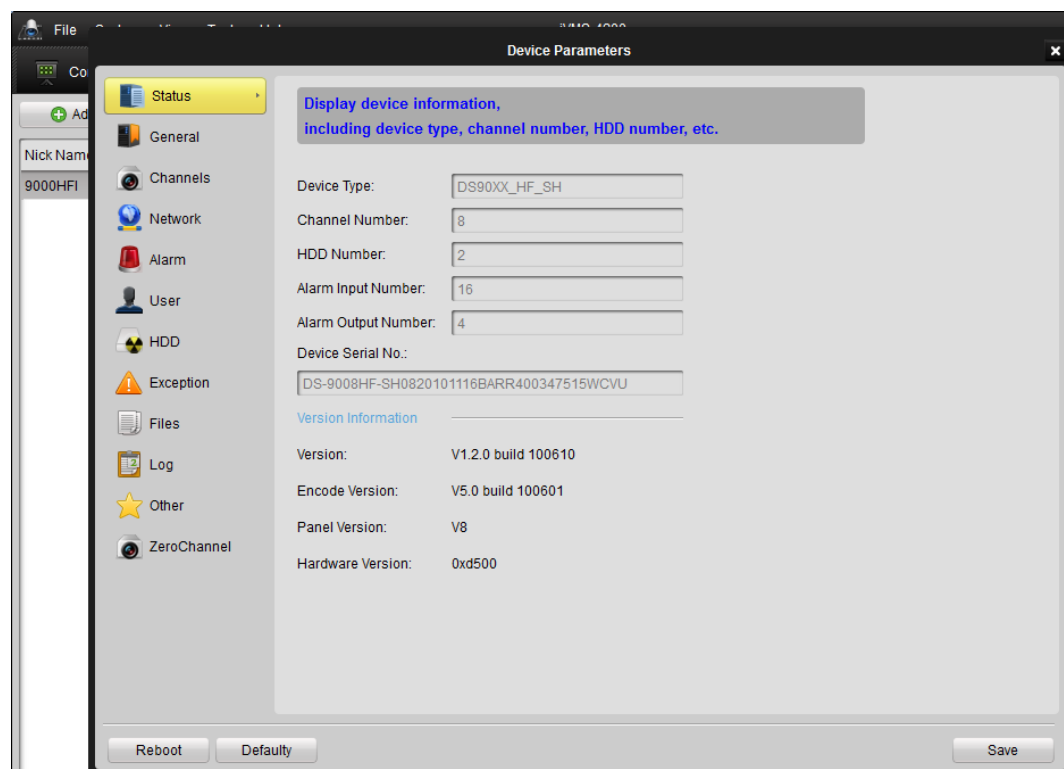 File
Device Parameters
Co
Ad
Nick Nam
9000HFI
Status
General
Channels
Network
Alarm
User
HDD
Exception
Files
Log
Other
ZeroChannel
Display device information,
including device type, channel number, HDD number, etc.
Device Type: DS90XX_HF_SH
Channel Number: 8
HDD Number: 2
Alarm Input Number: 16
Alarm Output Number: 4
Device Serial No.:
DS-9008HF-SH0820101116BARR400347515WCVU
Version Information
Version: V1.2.0 build 100610
Encode Version: V5.0 build 100601
Panel Version: V8
Hardware Version: 0xd500
Reboot Defaulty Save